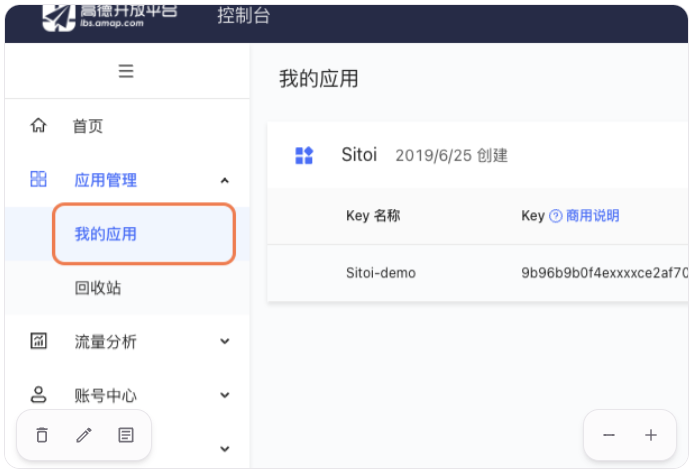 高德开放平台
lbs.amap.com
控制台
我的应用
首页
应用管理
我的应用
回收站
流量分析
账号中心
Sitoi 2019/6/25 创建
Key 名称 Key 商用说明
Sitoi-demo 9b96b9b0f4exxxxce2af70